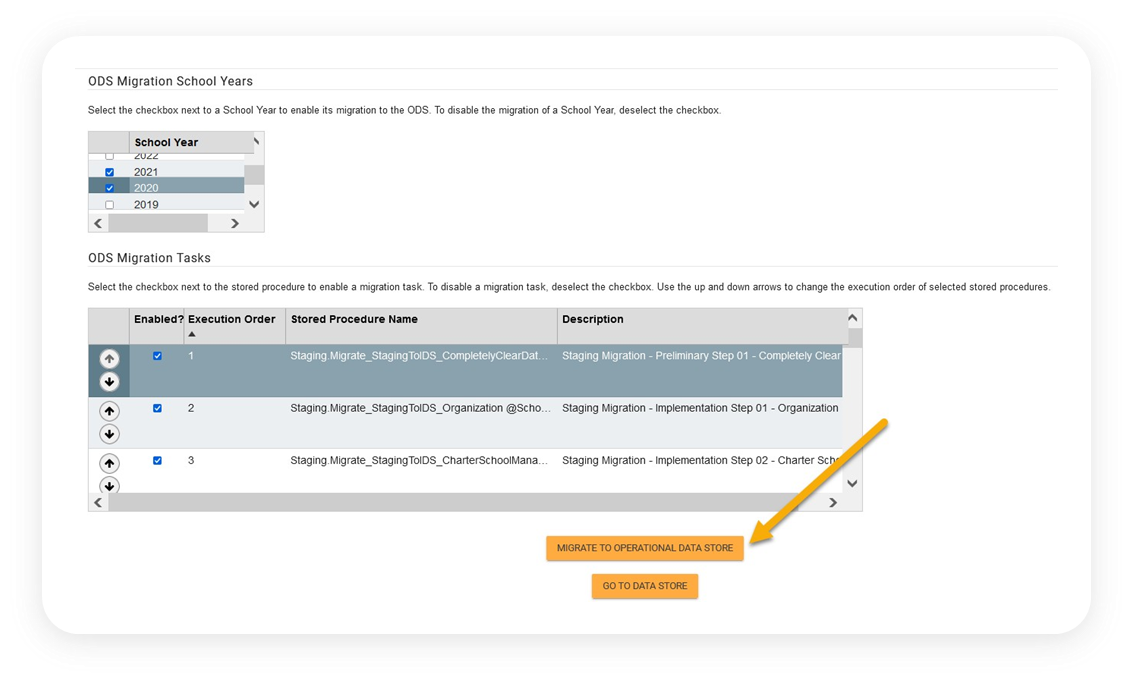 ODS Migration School Years
Select the checkbox next to a School Year to enable its migration to the ODS. To disable the migration of a School Year, deselect the checkbox.
School Year
2022
2021
2020
2019
ODS Migration Tasks
Select the checkbox next to the stored procedure to enable a migration task. To disable a migration task, deselect the checkbox. Use the up and down arrows to change the execution order of selected stored procedures.
Enabled? Execution Order Stored Procedure Name Description
1 Staging.Migrate_StagingToIDS_CompletelyClearDat... Staging Migration - Preliminary Step 01 - Completely Clear
2 Staging.Migrate_StagingToIDS_Organization @Scho... Staging Migration - Implementation Step 01 - Organization
3 Staging.Migrate_StagingToIDS_CharterSchoolMana... Staging Migration - Implementation Step 02 - Charter Scho
MIGRATE TO OPERATIONAL DATA STORE
GO TO DATA STORE